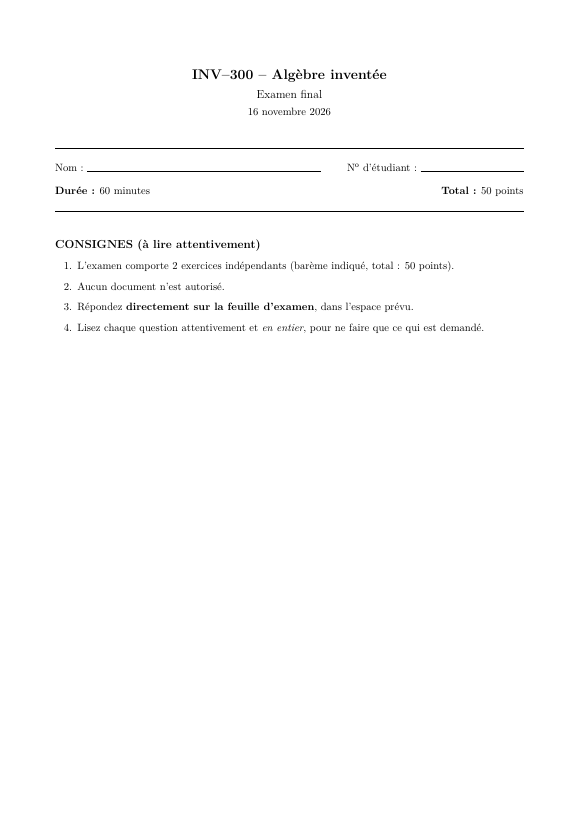 INV–300 – Algèbre inventée
Examen final
16 novembre 2026
Nom : Nº d'étudiant :
Durée : 60 minutes Total : 50 points
CONSIGNES (à lire attentivement)
1. L'examen comporte 2 exercices indépendants (barème indiqué, total : 50 points).
2. Aucun document n'est autorisé.
3. Répondez directement sur la feuille d'examen, dans l'espace prévu.
4. Lisez chaque question attentivement et en entier, pour ne faire que ce qui est demandé.